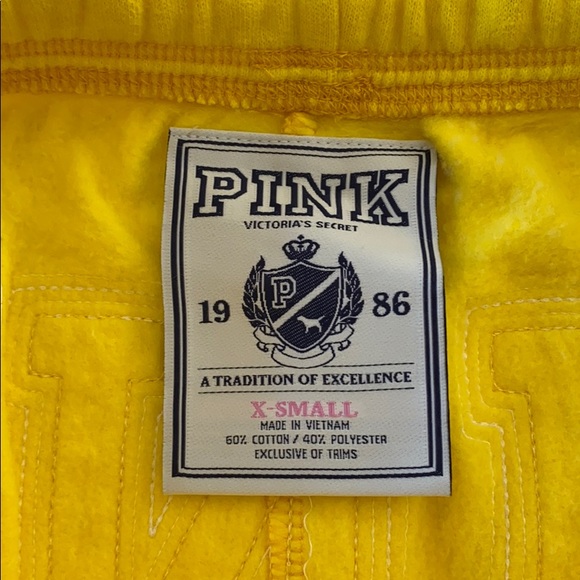 PINK
VICTORIA'S SECRET
P
19 86
A TRADITION OF EXCELLENCE
X-SMALL
MADE IN VIETNAM
60% COTTON / 40% POLYESTER
EXCLUSIVE OF TRIMS